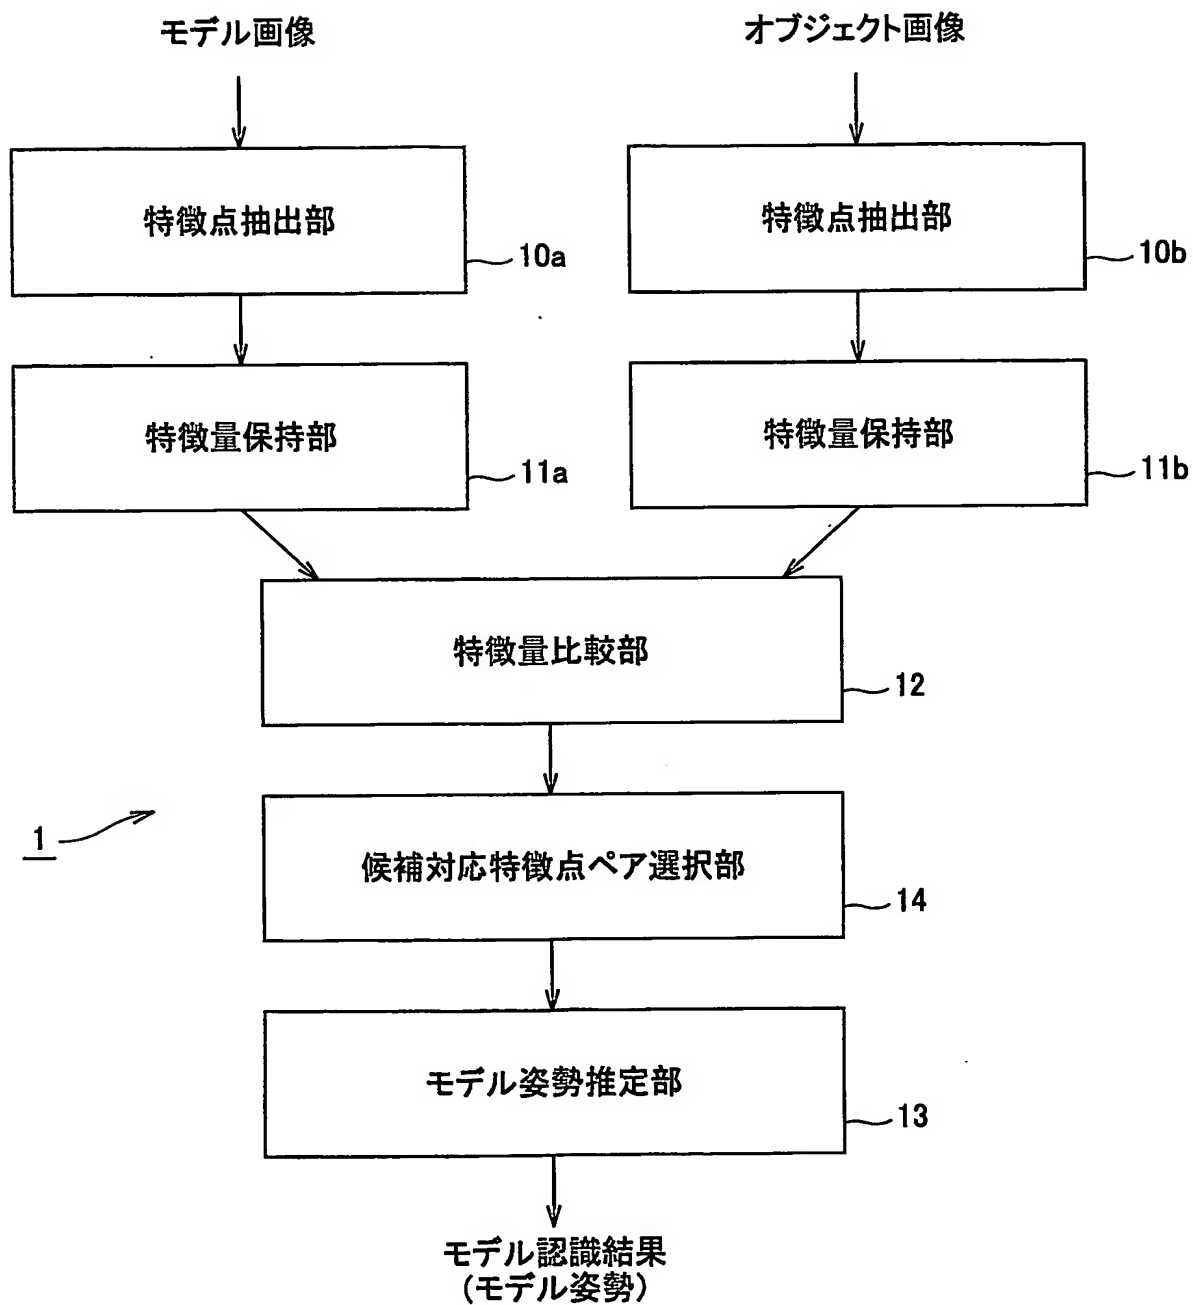 モデル画像
オブジェクト画像
特徴点抽出部
10a
特徴点抽出部
10b
特徴量保持部
11a
特徴量保持部
11b
特徴量比較部
12
1
候補対応特徴点ペア選択部
14
モデル姿勢推定部
13
モデル認識結果
(モデル姿勢)